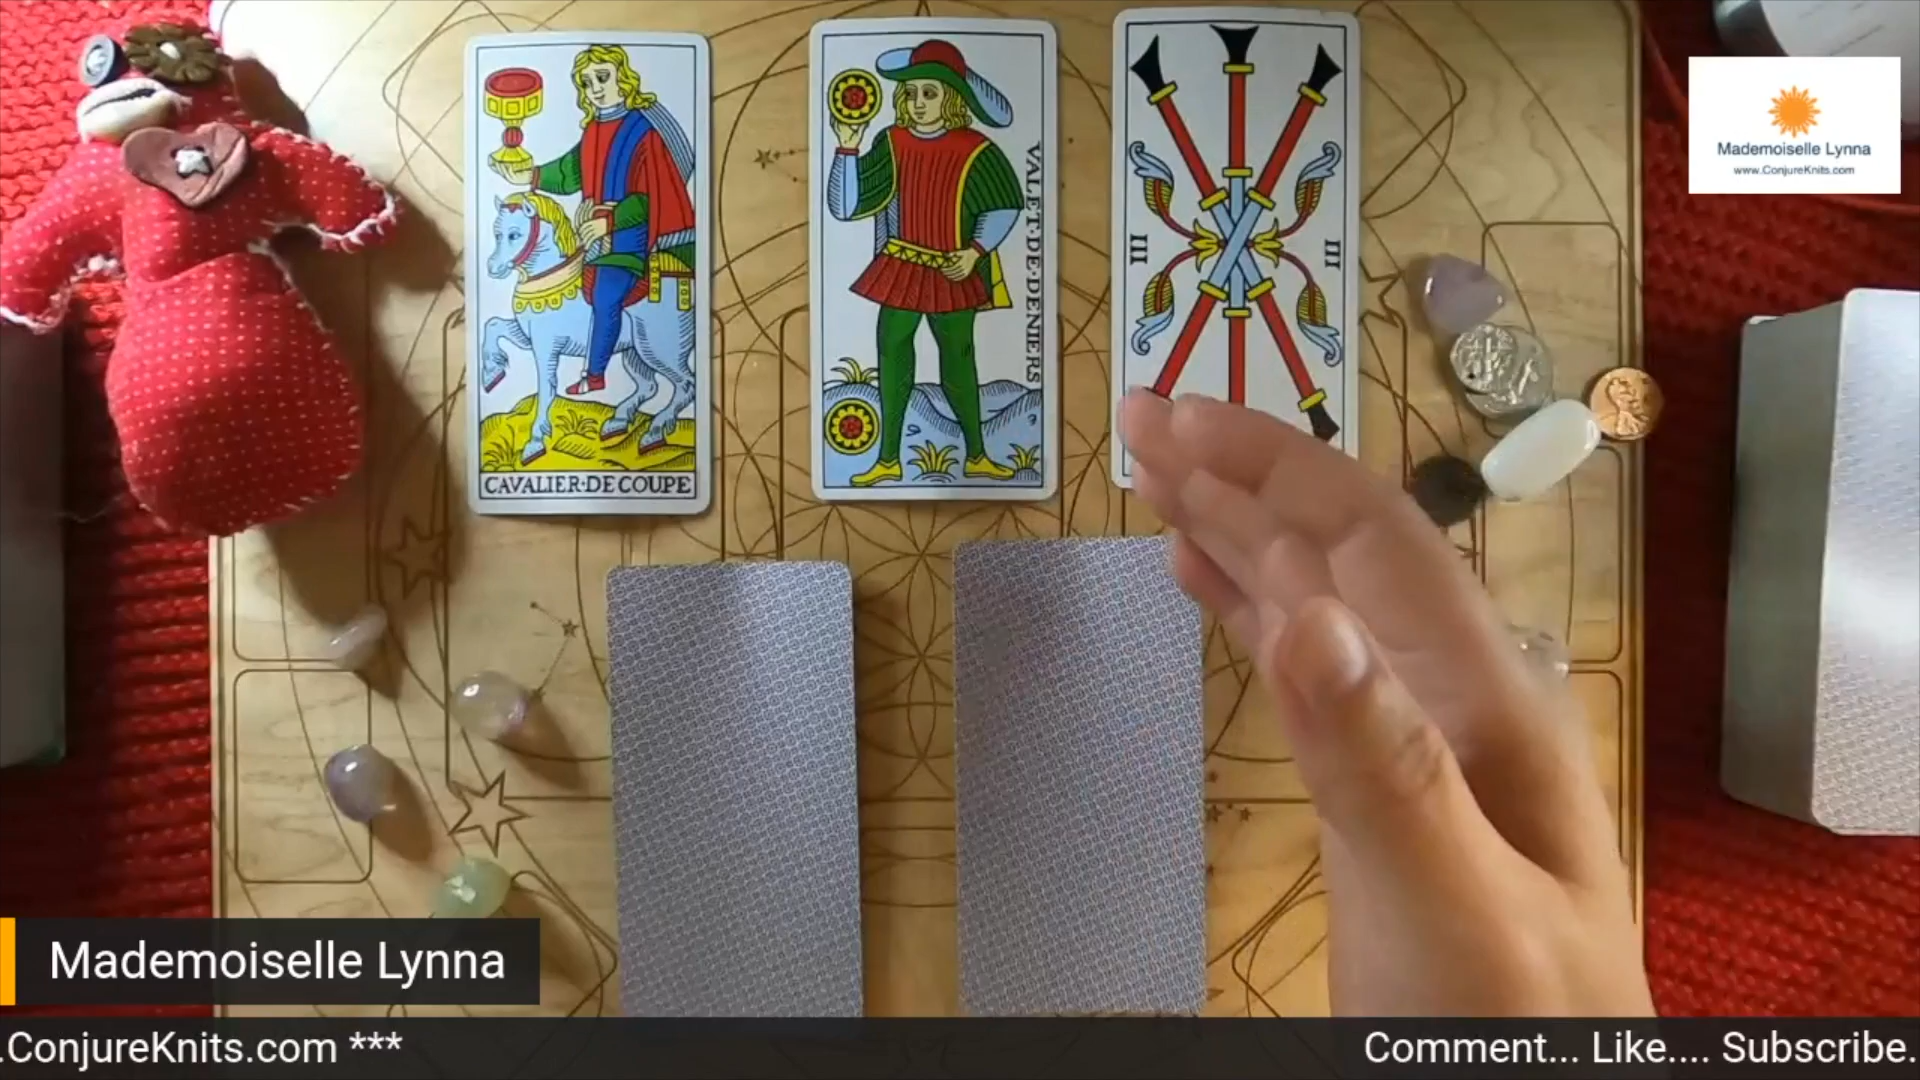 CAVALIER·DE COUPE
VALET·DE·DENIERS
III
III
Mademoiselle Lynna
www.ConjureKnits.com
Mademoiselle Lynna
.ConjureKnits.com ***
Comment... Like.... Subscribe.